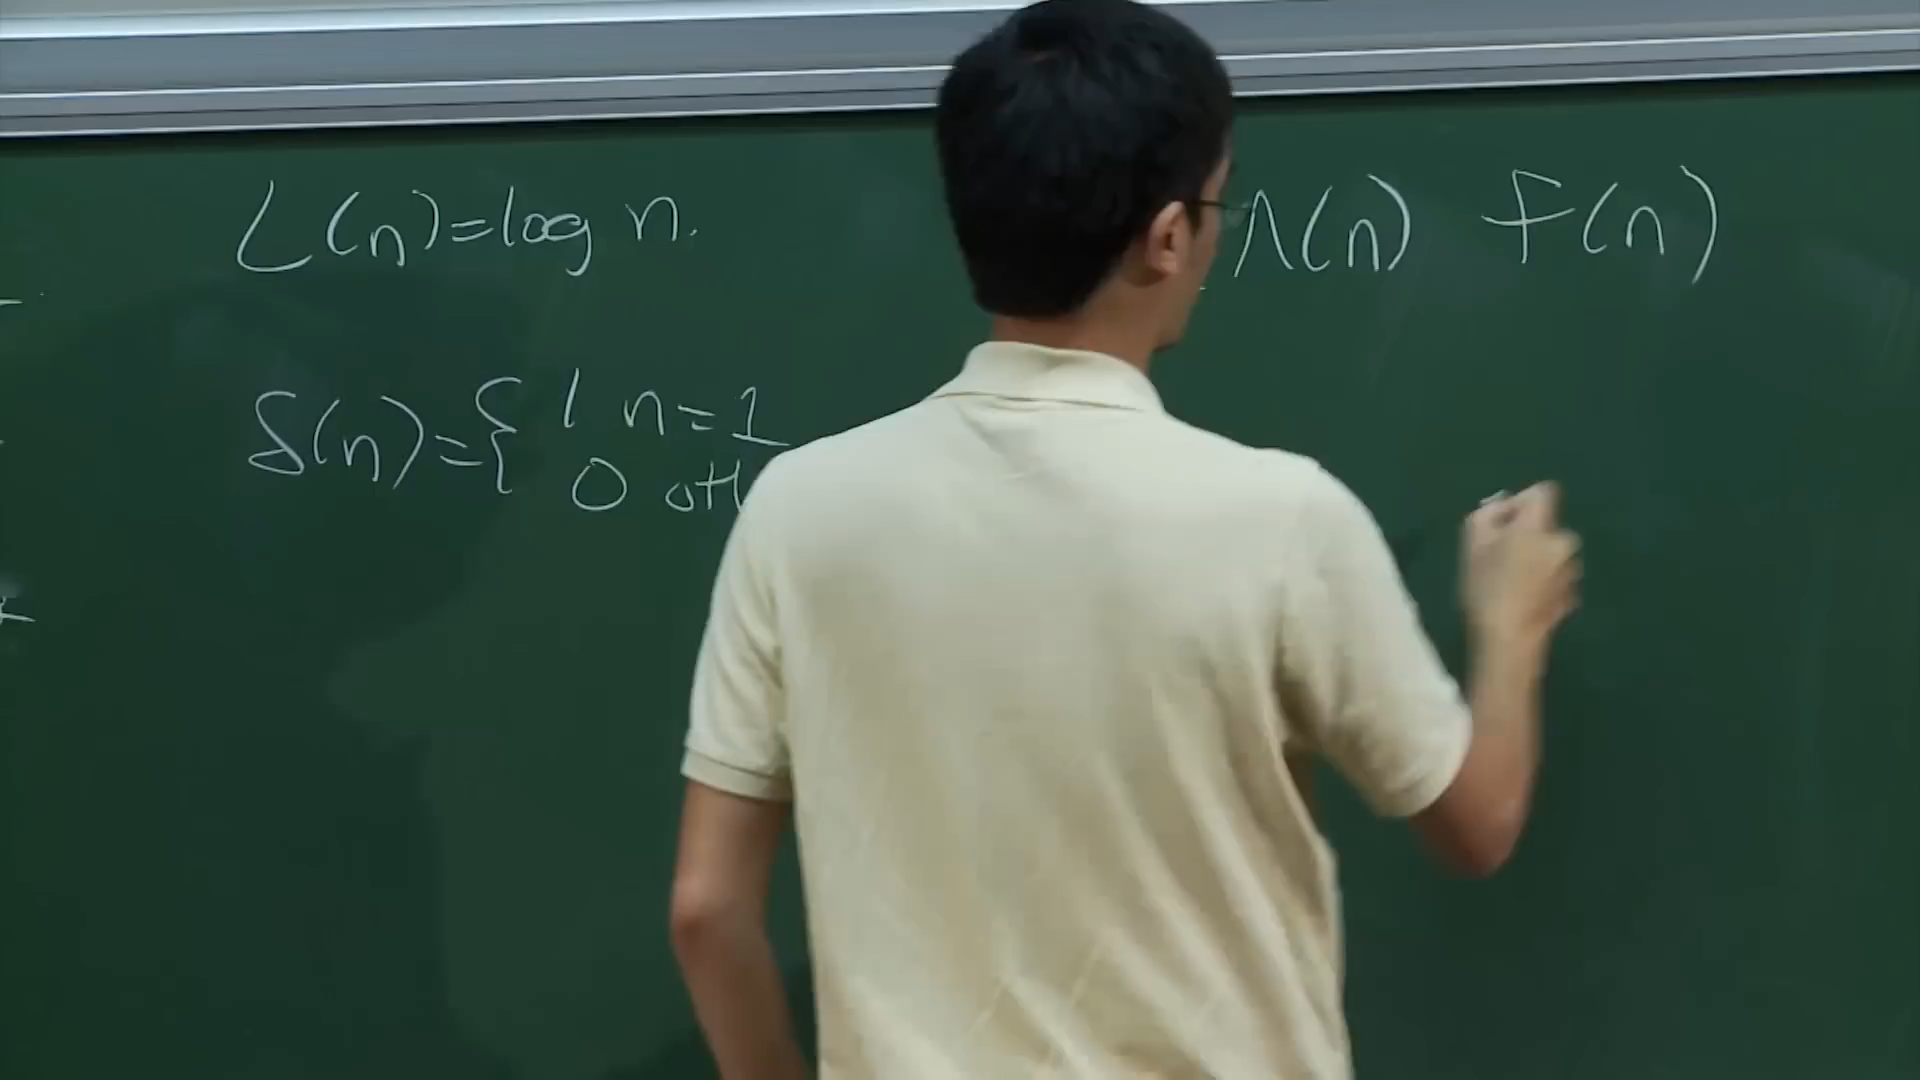 L(n)=log n.
Λ(n) F(n)
δ(n)={ 1 n=1
0 oth